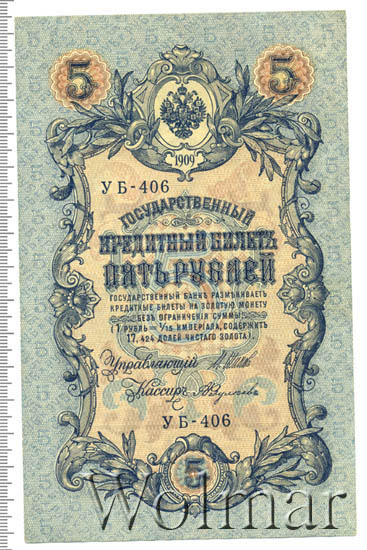 5 5
1909
УБ-406
ГОСУДАРСТВЕННЫЙ
КРЕДИТНЫЙ БИЛЕТЪ
ПЯТЬ РУБЛЕЙ
ГОСУДАРСТВЕННЫЙ БАНКЪ РАЗМѢНИВАЕТЪ
КРЕДИТНЫЕ БИЛЕТЫ НА ЗОЛОТУЮ МОНЕТУ
БЕЗЪ ОГРАНИЧЕНІЯ СУММЫ
(1 РУБЛЬ = 1/15 ИМПЕРІАЛА, СОДЕРЖИТЪ
17,424 ДОЛЕЙ ЧИСТАГО ЗОЛОТА).
Управляющій
Кассиръ
УБ-406
5
Wolmar